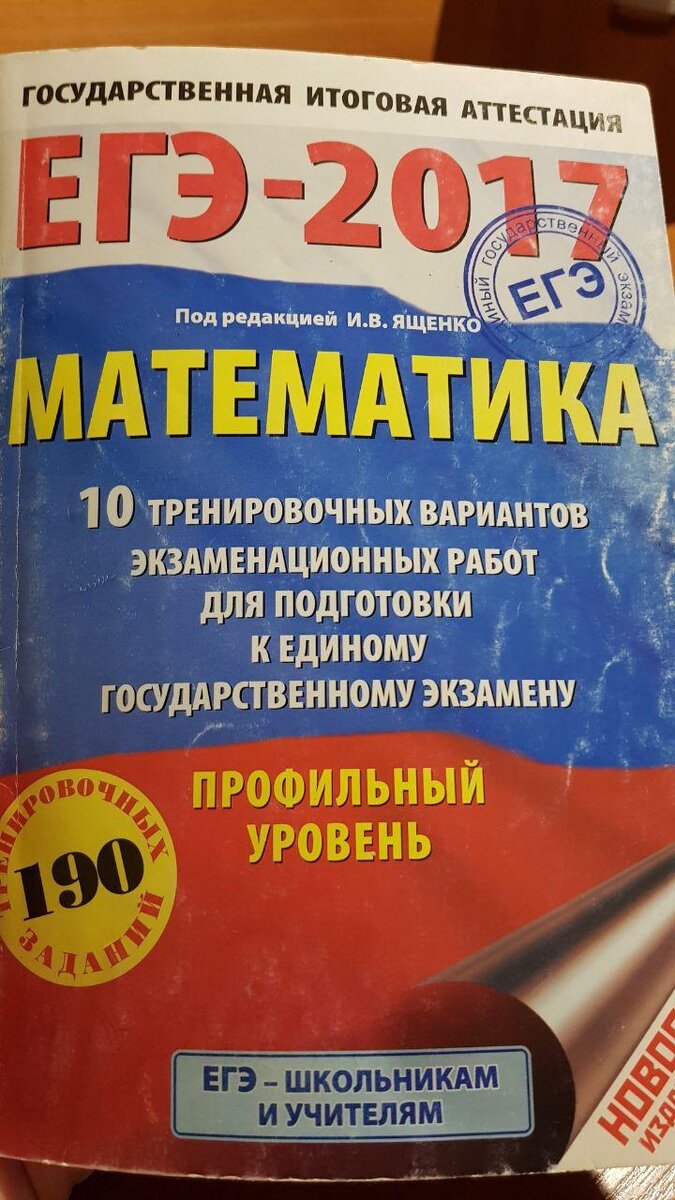 ГОСУДАРСТВЕННАЯ ИТОГОВАЯ АТТЕСТАЦИЯ
ЕГЭ-2017
государственный
ЕГЭ
Под редакцией И.В. ЯЩЕНКО
МАТЕМАТИКА
10 ТРЕНИРОВОЧНЫХ ВАРИАНТОВ
ЭКЗАМЕНАЦИОННЫХ РАБОТ
ДЛЯ ПОДГОТОВКИ
К ЕДИНОМУ
ГОСУДАРСТВЕННОМУ ЭКЗАМЕНУ
ПРОФИЛЬНЫЙ
УРОВЕНЬ
ТРЕНИРОВОЧНЫХ
190
ЗАДАНИЙ
ЕГЭ – ШКОЛЬНИКАМ
И УЧИТЕЛЯМ